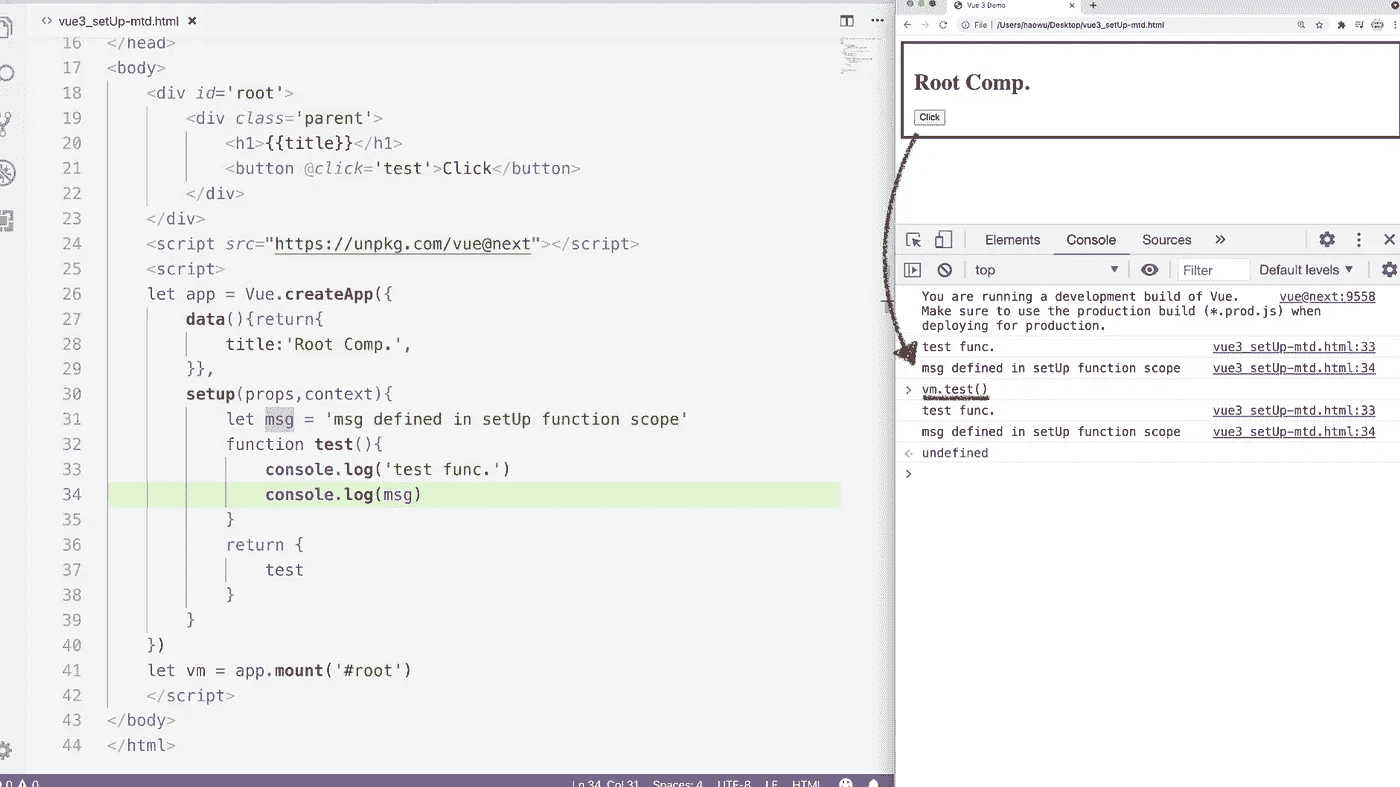 vue3_setUp-mtd.html
16 </head>
17 <body>
18 <div id='root'>
19 <div class='parent'>
20 <h1>{{title}}</h1>
21 <button @click='test'>Click</button>
22 </div>
23 </div>
24 <script src="https://unpkg.com/vue@next"></script>
25 <script>
26 let app = Vue.createApp({
27 data(){return{
28 title:'Root Comp.',
29 }},
30 setup(props,context){
31 let msg = 'msg defined in setUp function scope'
32 function test(){
33 console.log('test func.')
34 console.log(msg)
35 }
36 return {
37 test
38 }
39 }
40 })
41 let vm = app.mount('#root')
42 </script>
43 </body>
44 </html>
0 0 Ln 34, Col 31 Spaces: 4 UTF-8 LF HTML
Vue 3 Demo
File | /Users/haowu/Desktop/vue3_setUp-mtd.html
Root Comp.
Click
Elements Console Sources »
top Filter Default levels
You are running a development build of Vue. vue@next:9558
Make sure to use the production build (*.prod.js) when
deploying for production.
test func. vue3_setUp-mtd.html:33
msg defined in setUp function scope vue3_setUp-mtd.html:34
> vm.test()
test func. vue3_setUp-mtd.html:33
msg defined in setUp function scope vue3_setUp-mtd.html:34
undefined
>